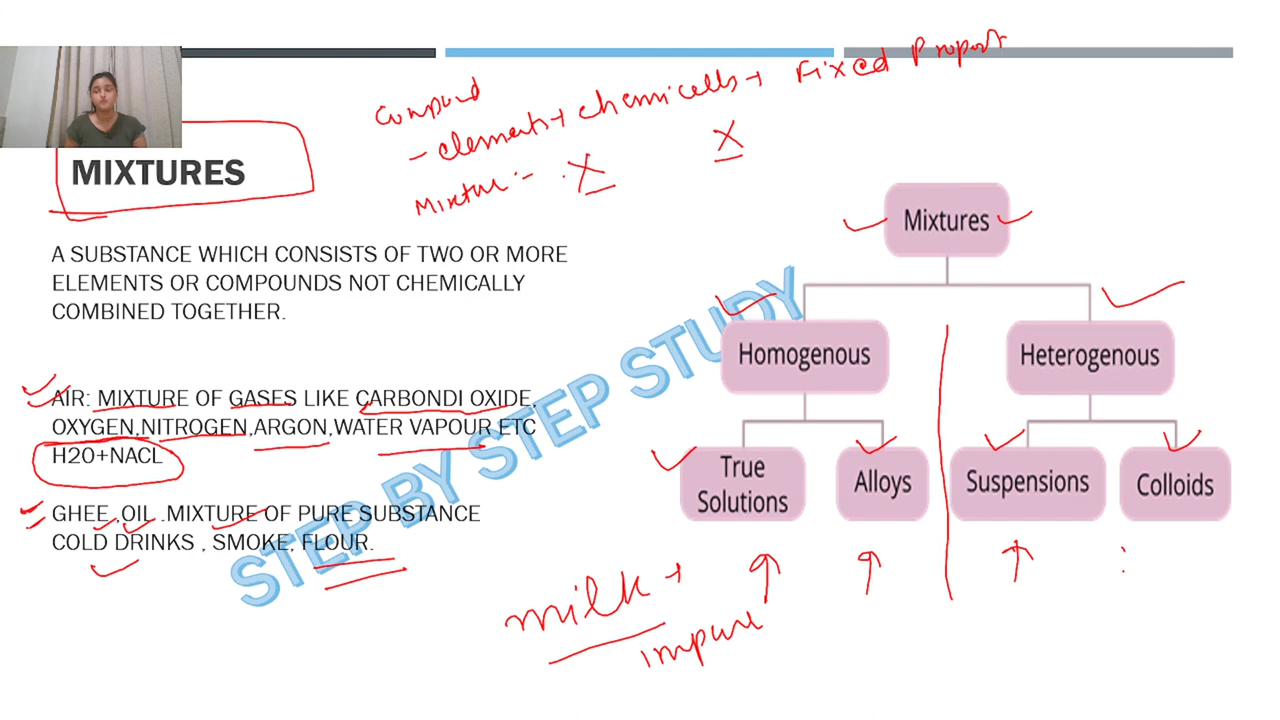 Compound
- elements + chemically + Fixed Proport
Mixture :- X X
MIXTURES
A SUBSTANCE WHICH CONSISTS OF TWO OR MORE
ELEMENTS OR COMPOUNDS NOT CHEMICALLY
COMBINED TOGETHER.
AIR: MIXTURE OF GASES LIKE CARBONDI OXIDE,
OXYGEN,NITROGEN,ARGON,WATER VAPOUR ETC
H20+NACL
GHEE ,OIL .MIXTURE OF PURE SUBSTANCE
COLD DRINKS , SMOKE, FLOUR.
Mixtures
Homogenous
Heterogenous
True
Solutions
Alloys
Suspensions
Colloids
milk +
impure
STEP BY STEP STUDY